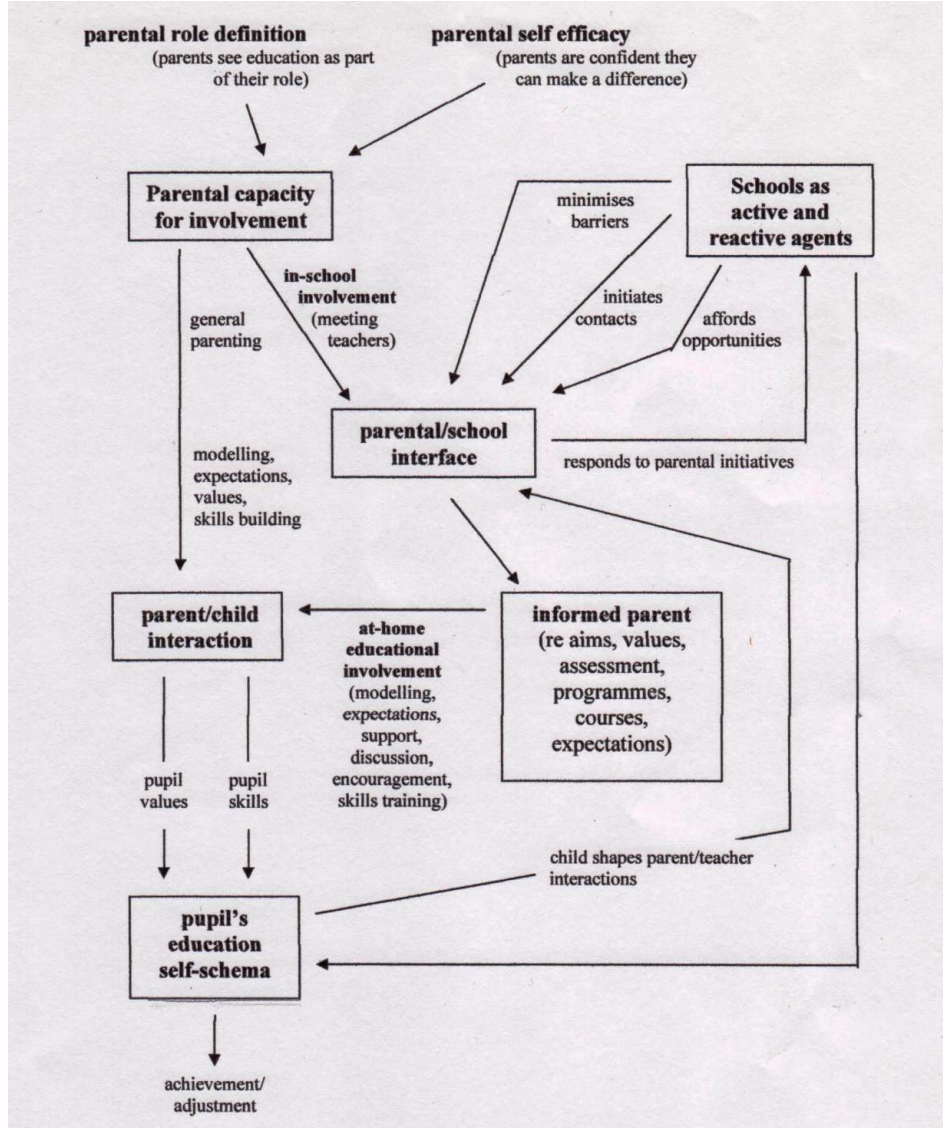 parental role definition
(parents see education as part
of their role)
parental self efficacy
(parents are confident they
can make a difference)
Parental capacity
for involvement
Schools as
active and
reactive agents
minimises
barriers
in-school
involvement
(meeting
teachers)
initiates
contacts
affords
opportunities
general
parenting
parental/school
interface
responds to parental initiatives
modelling,
expectations,
values,
skills building
parent/child
interaction
at-home
educational
involvement
(modelling,
expectations,
support,
discussion,
encouragement,
skills training)
informed parent
(re aims, values,
assessment,
programmes,
courses,
expectations)
pupil
values
pupil
skills
child shapes parent/teacher
interactions
pupil's
education
self-schema
achievement/
adjustment